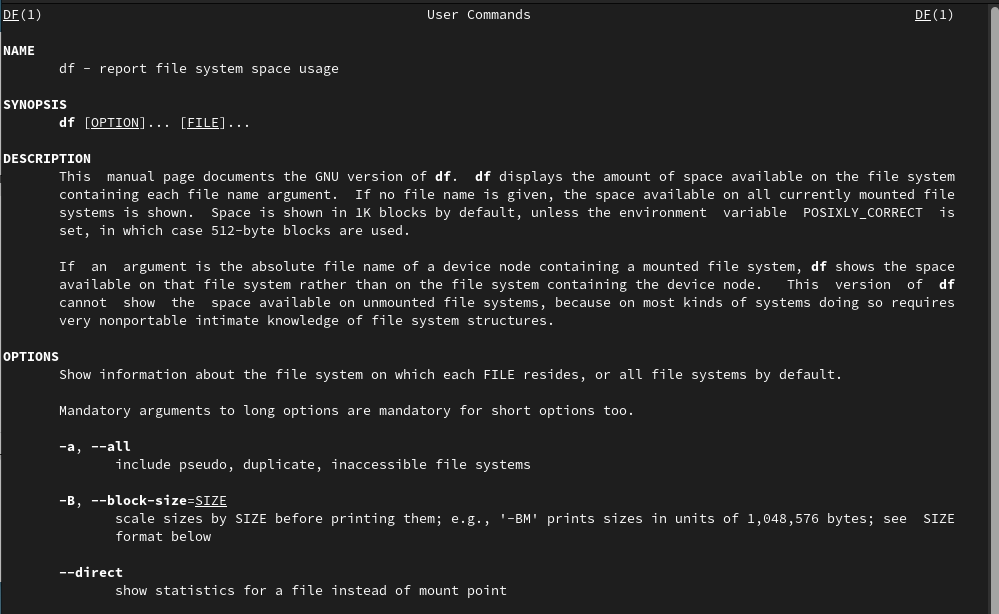 DF(1) User Commands DF(1)
NAME
df - report file system space usage
SYNOPSIS
df [OPTION]... [FILE]...
DESCRIPTION
This manual page documents the GNU version of df. df displays the amount of space available on the file system
containing each file name argument. If no file name is given, the space available on all currently mounted file
systems is shown. Space is shown in 1K blocks by default, unless the environment variable POSIXLY_CORRECT is
set, in which case 512-byte blocks are used.
If an argument is the absolute file name of a device node containing a mounted file system, df shows the space
available on that file system rather than on the file system containing the device node. This version of df
cannot show the space available on unmounted file systems, because on most kinds of systems doing so requires
very nonportable intimate knowledge of file system structures.
OPTIONS
Show information about the file system on which each FILE resides, or all file systems by default.
Mandatory arguments to long options are mandatory for short options too.
-a, --all
include pseudo, duplicate, inaccessible file systems
-B, --block-size=SIZE
scale sizes by SIZE before printing them; e.g., '-BM' prints sizes in units of 1,048,576 bytes; see SIZE
format below
--direct
show statistics for a file instead of mount point